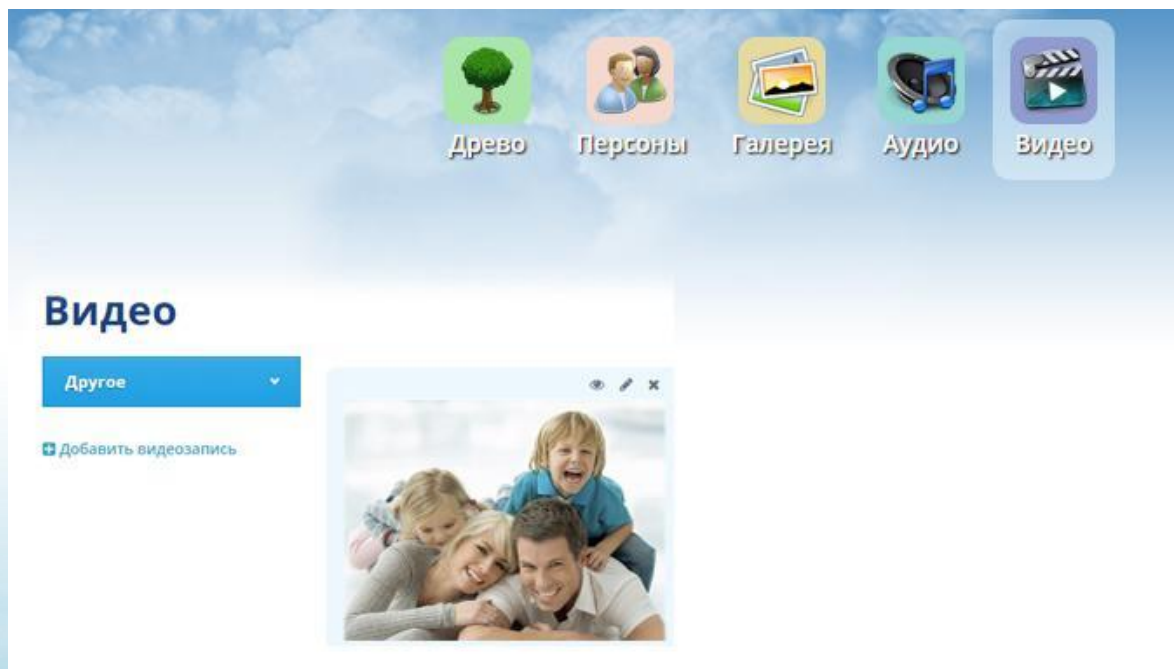 Древо Персоны Галерея Аудио Видео
Видео
Другое
Добавить видеозапись